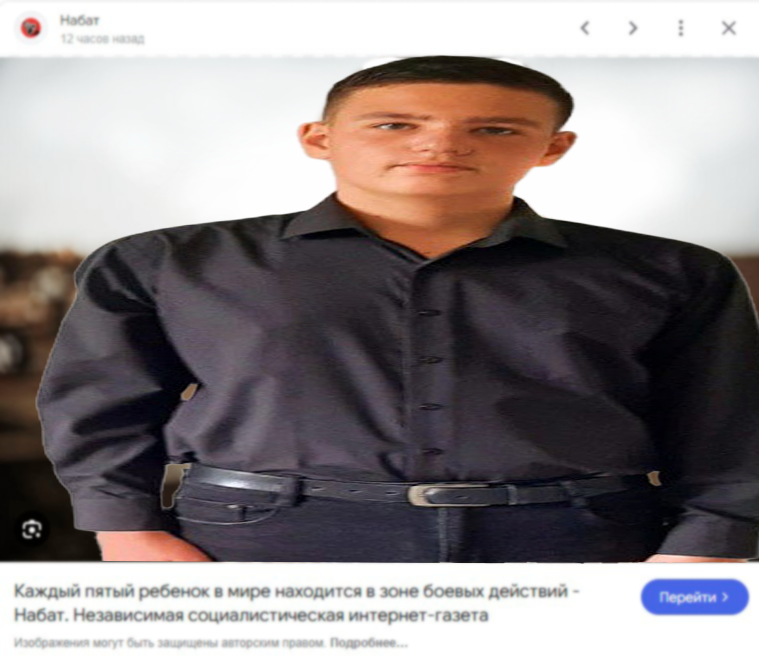 Набат
12 часов назад
Каждый пятый ребенок в мире находится в зоне боевых действий -
Набат. Независимая социалистическая интернет-газета
Перейти >
Изображения могут быть защищены авторским правом. Подробнее...